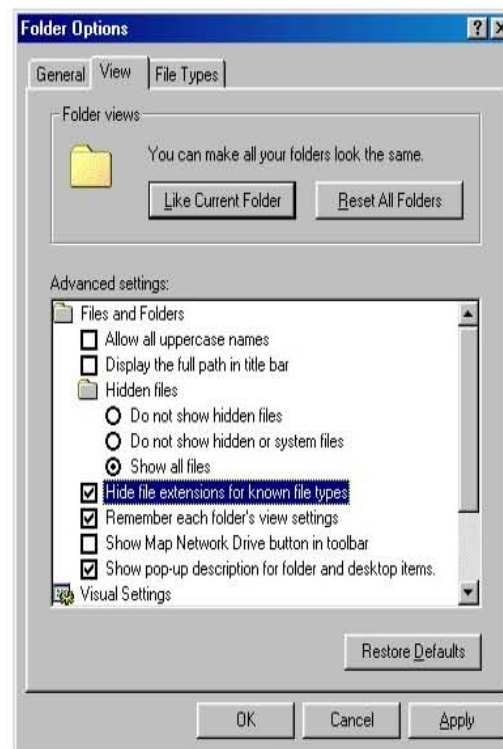 Folder Options
General View File Types
Folder views
You can make all your folders look the same.
Like Current Folder Reset All Folders
Advanced settings:
Files and Folders
Allow all uppercase names
Display the full path in title bar
Hidden files
Do not show hidden files
Do not show hidden or system files
Show all files
Hide file extensions for known file types
Remember each folder's view settings
Show Map Network Drive button in toolbar
Show pop-up description for folder and desktop items.
Visual Settings
Restore Defaults
OK Cancel Apply